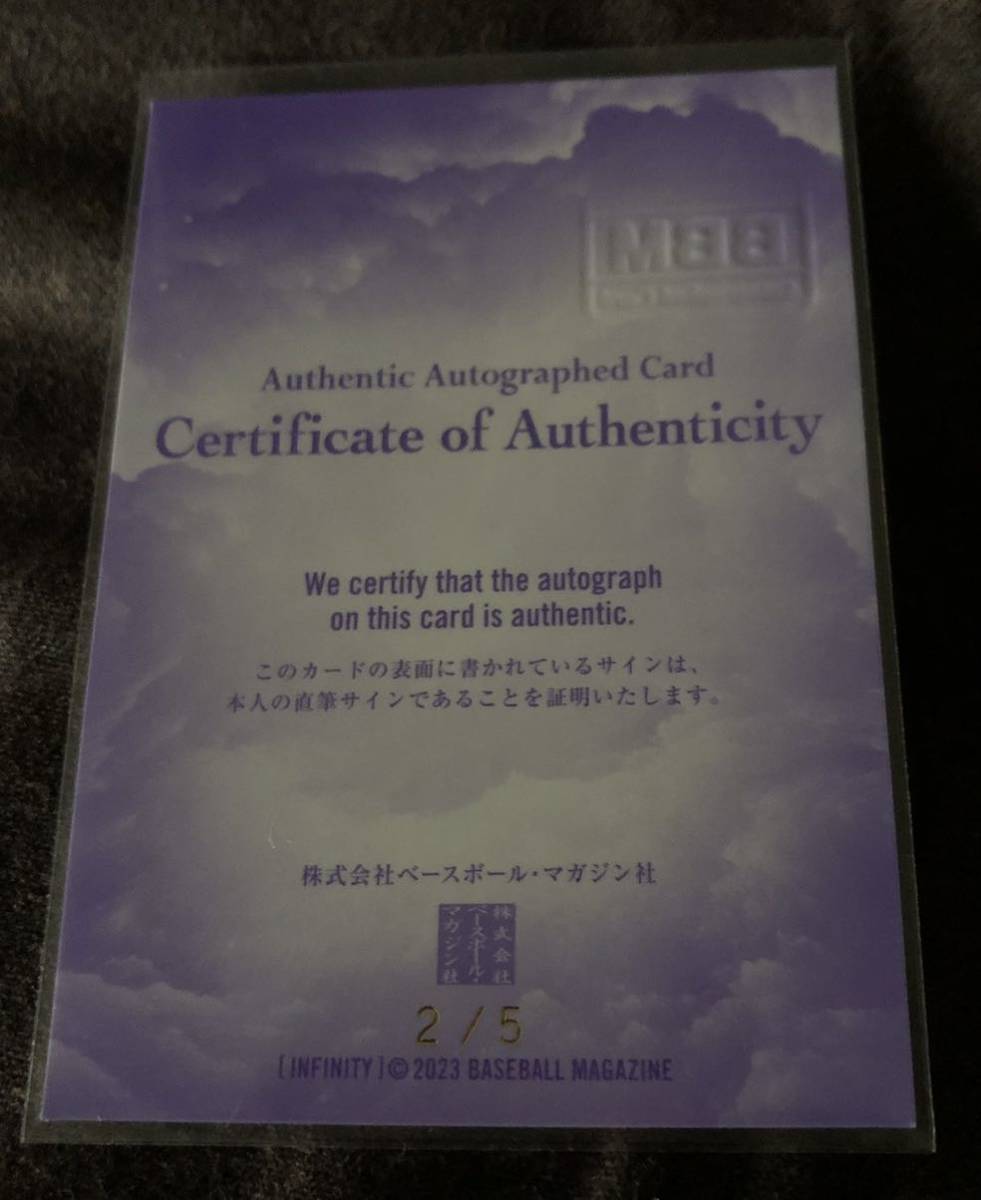 BBM
Authentic Autographed Card
Certificate of Authenticity
We certify that the autograph
on this card is authentic.
このカードの表面に書かれているサインは、
本人の直筆サインであることを証明いたします。
株式会社ベースボール・マガジン社
株式会社
ベースボール・
マガジン社
2 / 5
[ INFINITY ] © 2023 BASEBALL MAGAZINE